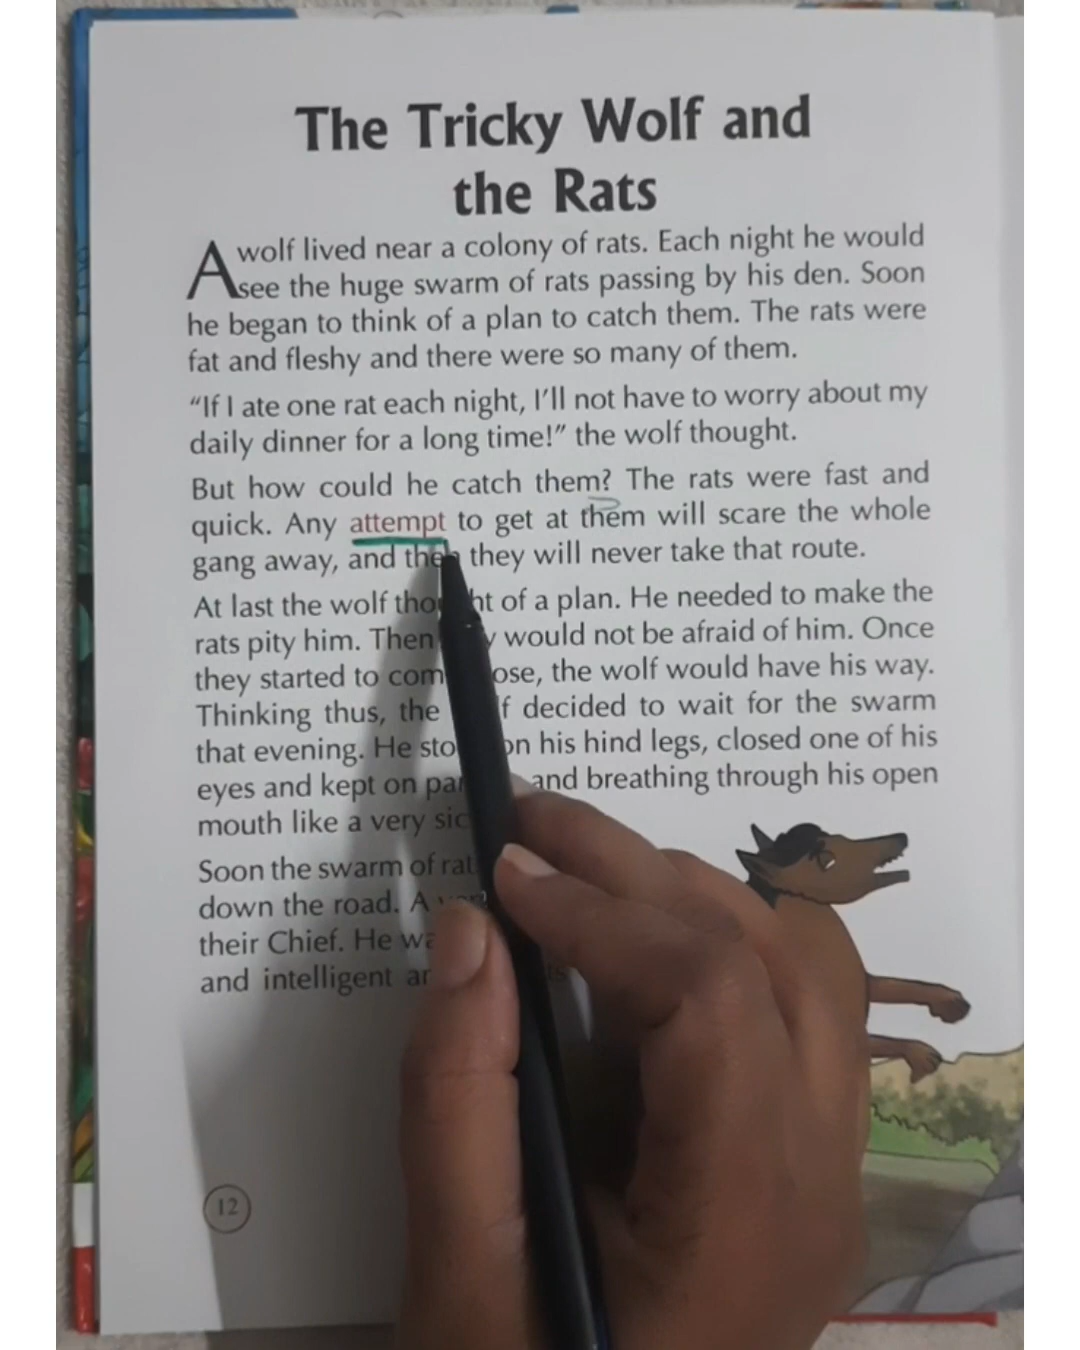 The Tricky Wolf and
the Rats
A wolf lived near a colony of rats. Each night he would
see the huge swarm of rats passing by his den. Soon
he began to think of a plan to catch them. The rats were
fat and fleshy and there were so many of them.
“If I ate one rat each night, I’ll not have to worry about my
daily dinner for a long time!” the wolf thought.
But how could he catch them? The rats were fast and
quick. Any attempt to get at them will scare the whole
gang away, and then they will never take that route.
At last the wolf thought of a plan. He needed to make the
rats pity him. Then would not be afraid of him. Once
they started to the wolf would have his way.
Thinking thus, the decided to wait for the swarm
that evening. He on his hind legs, closed one of his
eyes and kept on and breathing through his open
mouth like a very
Soon the swarm of
down the road. A
their Chief. He
and intelligent
12